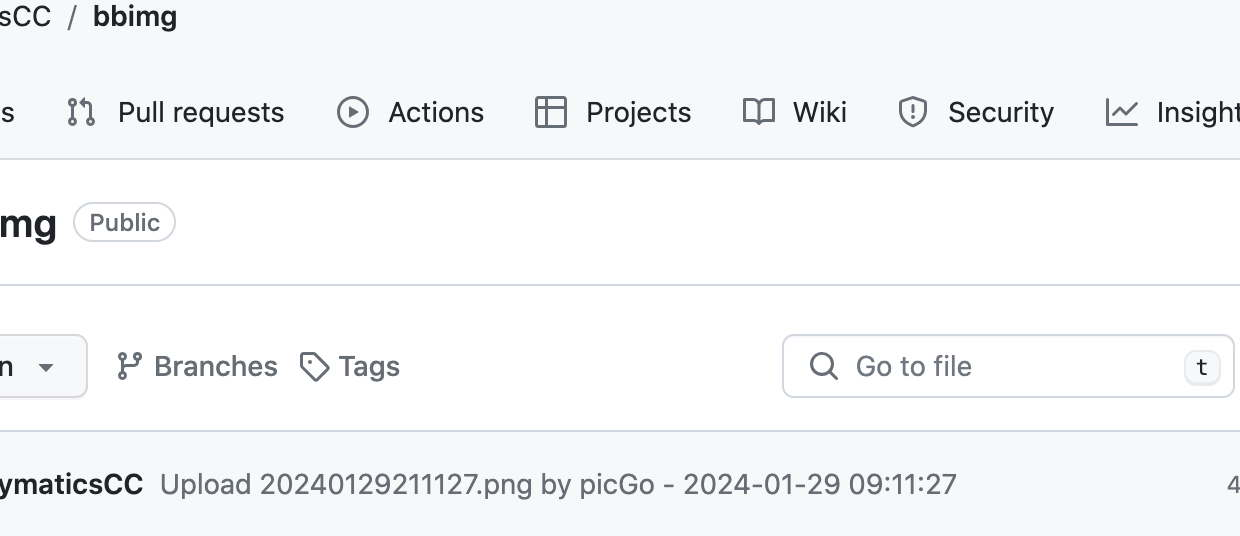 sCC / bbimg
s Pull requests Actions Projects Wiki Security Insight
mg Public
n Branches Tags Go to file t
ymaticsCC Upload 20240129211127.png by picGo - 2024-01-29 09:11:27 4